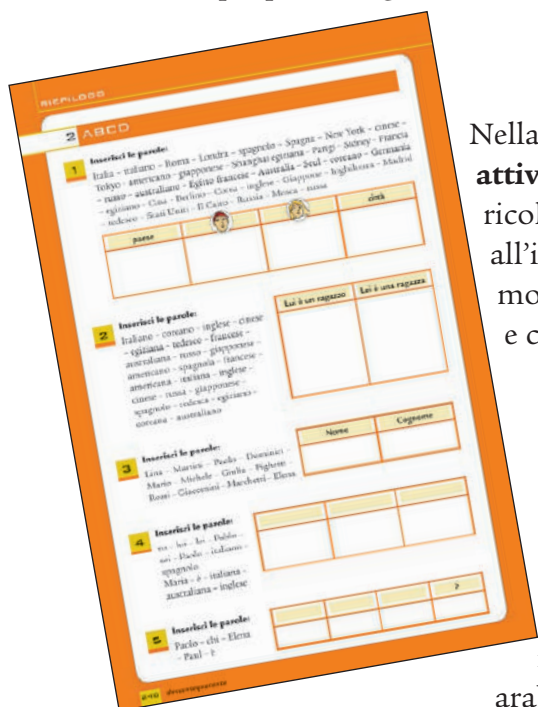 RIEPILOGO
2 ABCD
1 Inserisci le parole:
Italia - italiano - Roma - Londra - spagnolo - Spagna - New York - cinese -
Tokyo - americano - giapponese - Shanghai egiziana - Parigi - Sidney - Francia
- russo - australiano - Egitto francese - Australia - Seul - coreano - Germania
- egiziano - Cina - Berlino - Corea - inglese - Giappone - Inghilterra - Madrid
- tedesco - Stati Uniti - Il Cairo - Russia - Mosca - russa
paese città
2 Inserisci le parole:
Italiano - coreano - inglese - cinese
- egiziana - tedesco - francese -
australiana - russo - giapponese -
americano - spagnola - francese -
americana - italiana - inglese -
cinese - russa - giapponese -
spagnolo - tedesca - egiziano -
coreana - australiano
Lui è un ragazzo Lei è una ragazza
3 Inserisci le parole:
Lina - Martini - Paolo - Dominici -
Mario - Michele - Giulia - Pighetti -
Rossi - Giacomini - Marchetti - Elena
Nome Cognome
4 Inserisci le parole:
- lui - lei - Pablo -
- Paolo - italiano -
spagnolo
Maria - è - italiana -
australiana - inglese
5 Inserisci le parole:
Paolo - chi - Elena
- Paul - è
è
Nella
attiv
ricol
all'i
mo
e c
aral